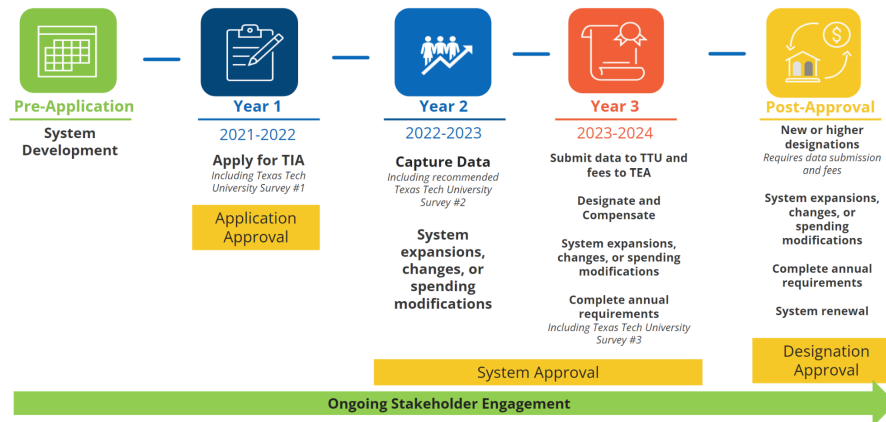 Pre-Application
System
Development
Year 1
2021-2022
Apply for TIA
Including Texas Tech
University Survey #1
Application
Approval
Year 2
2022-2023
Capture Data
Including recommended
Texas Tech University
Survey #2
System
expansions,
changes, or
spending
modifications
Year 3
2023-2024
Submit data to TTU and
fees to TEA
Designate and
Compensate
System expansions,
changes, or spending
modifications
Complete annual
requirements
Including Texas Tech University
Survey #3
System Approval
$
Post-Approval
New or higher
designations
Requires data submission
and fees
System expansions,
changes, or
spending
modifications
Complete annual
requirements
System renewal
Designation
Approval
Ongoing Stakeholder Engagement